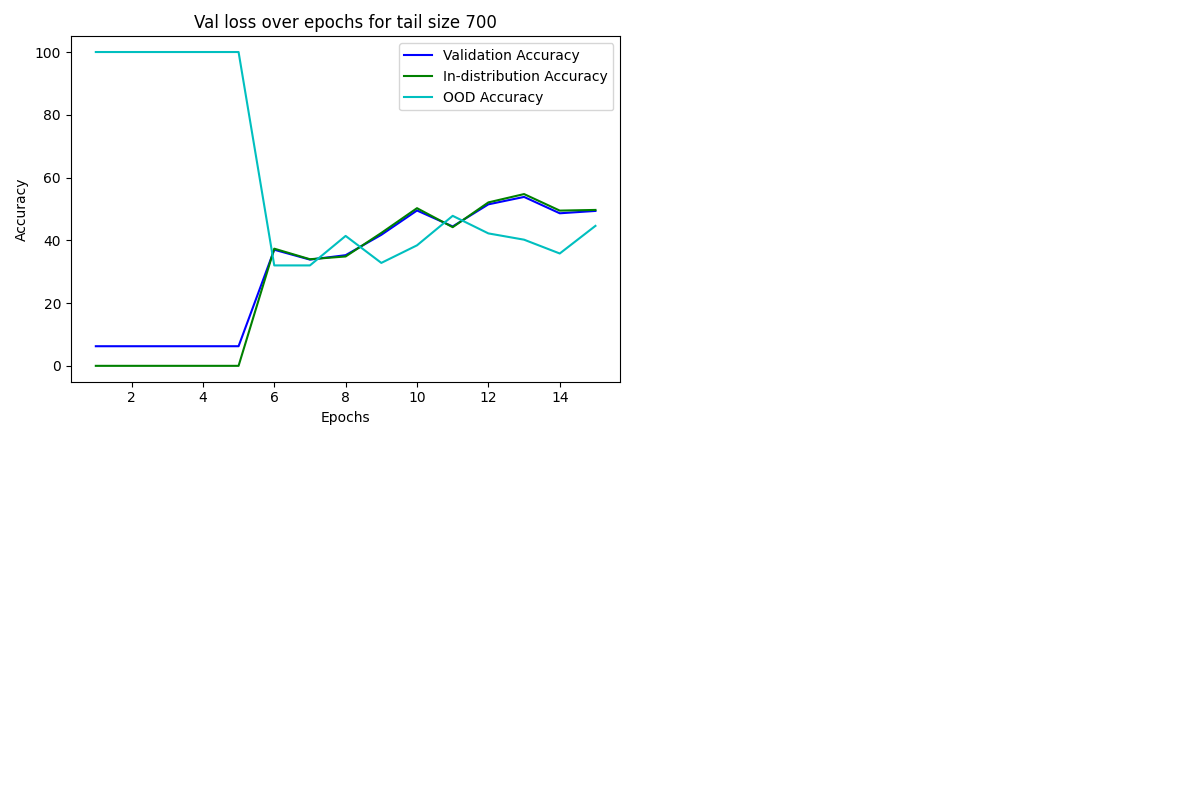 Val loss over epochs for tail size 700
100
80
60
40
20
0
Accuracy
Validation Accuracy
In-distribution Accuracy
OOD Accuracy
2 4 6 8 10 12 14
Epochs